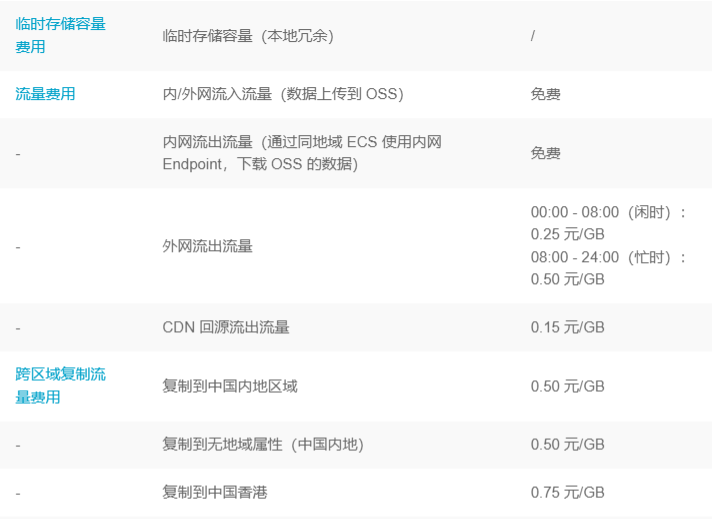 临时存储容量
费用
临时存储容量（本地冗余）
/
流量费用
内/外网流入流量（数据上传到 OSS）
免费
-
内网流出流量（通过同地域 ECS 使用内网
Endpoint，下载 OSS 的数据)
免费
-
外网流出流量
00:00 - 08:00（闲时）:
0.25 元/GB
08:00 - 24:00（忙时）:
0.50 元/GB
-
CDN 回源流出流量
0.15 元/GB
跨区域复制流
量费用
复制到中国内地区域
0.50 元/GB
-
复制到无地域属性（中国内地）
0.50 元/GB
-
复制到中国香港
0.75 元/GB